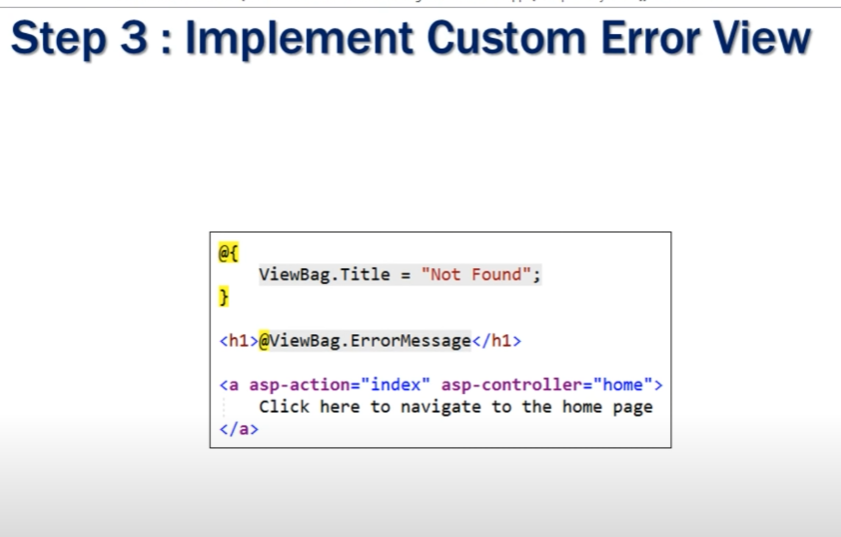 Step 3 : Implement Custom Error View
@{
ViewBag.Title = "Not Found";
}
<h1>@ViewBag.ErrorMessage</h1>
<a asp-action="index" asp-controller="home">
Click here to navigate to the home page
</a>